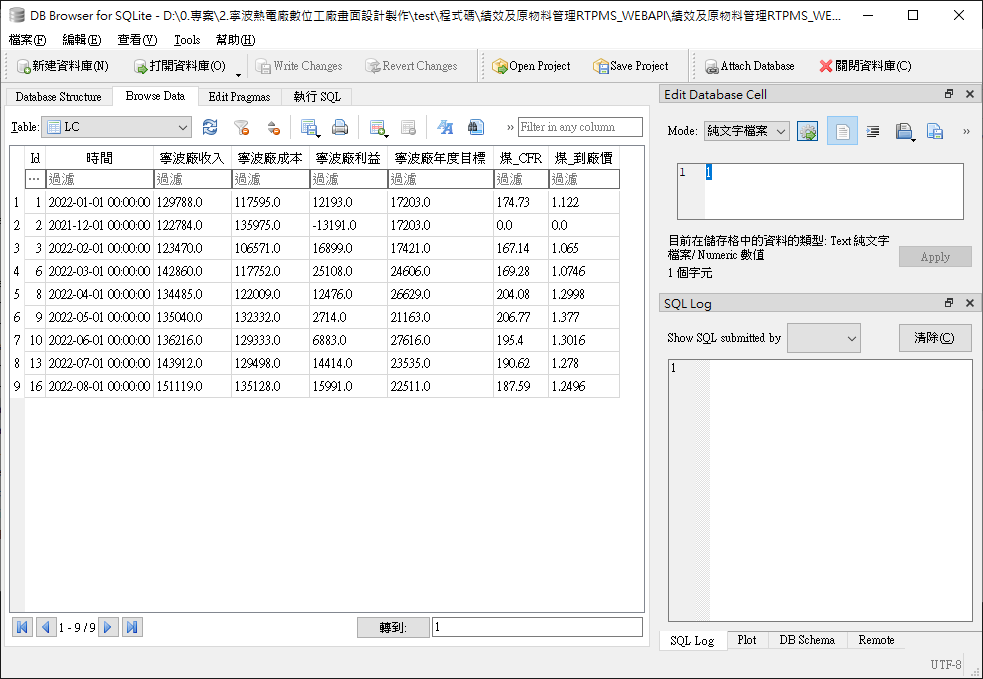 DB Browser for SQLite - D:\0.專案\2.寧波熱電廠數位工廠畫面設計製作\test\程式碼\績效及原物料管理RTPMS_WEBAPI\績效及原物料管理RTPMS_WE...
檔案(F) 編輯(E) 查看(V) Tools 幫助(H)
新建資料庫(N) 打開資料庫(O) Write Changes Revert Changes Open Project Save Project Attach Database 關閉資料庫(C)
Database Structure Browse Data Edit Pragmas 執行 SQL
Table: LC » Filter in any column
Id 時間 寧波廠收入 寧波廠成本 寧波廠利益 寧波廠年度目標 煤_CFR 煤_到廠價
... 過濾 過濾 過濾 過濾 過濾 過濾 過濾
1 1 2022-01-01 00:00:00 129788.0 117595.0 12193.0 17203.0 174.73 1.122
2 2 2021-12-01 00:00:00 122784.0 135975.0 -13191.0 17203.0 0.0 0.0
3 3 2022-02-01 00:00:00 123470.0 106571.0 16899.0 17421.0 167.14 1.065
4 6 2022-03-01 00:00:00 142860.0 117752.0 25108.0 24606.0 169.28 1.0746
5 8 2022-04-01 00:00:00 134485.0 122009.0 12476.0 26629.0 204.08 1.2998
6 9 2022-05-01 00:00:00 135040.0 132332.0 2714.0 21163.0 206.77 1.377
7 10 2022-06-01 00:00:00 136216.0 129333.0 6883.0 27616.0 195.4 1.3016
8 13 2022-07-01 00:00:00 143912.0 129498.0 14414.0 23535.0 190.62 1.278
9 16 2022-08-01 00:00:00 151119.0 135128.0 15991.0 22511.0 187.59 1.2496
1 - 9 / 9 轉到: 1
Edit Database Cell
Mode: 純文字檔案 »
1 1
目前在儲存格中的資料的類型: Text 純文字
檔案/ Numeric 數值
1 個字元
Apply
SQL Log
Show SQL submitted by 清除(C)
1
SQL Log Plot DB Schema Remote
UTF-8